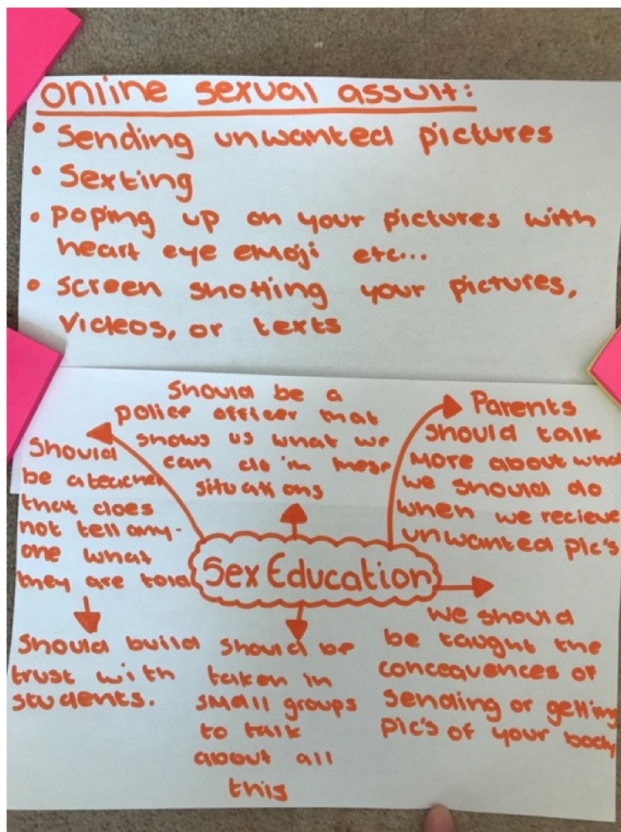 online sexual assult:
• Sending unwanted pictures
• Sexting
• poping up on your pictures with
heart eye emoji etc...
• screen shotting your pictures,
videos, or texts
Should be a
police officer that
shows us what we
can do in these
situations
Parents
should talk
more about what
we should do
when we recieve
unwanted pic's
Should
be a teacher
that does
not tell any-
one what
they are told
Sex Education
Should build
trust with
students.
Should be
taken in
small groups
to talk
about all
this
We should
be taught the
concequences of
sending or getting
pic's of your body